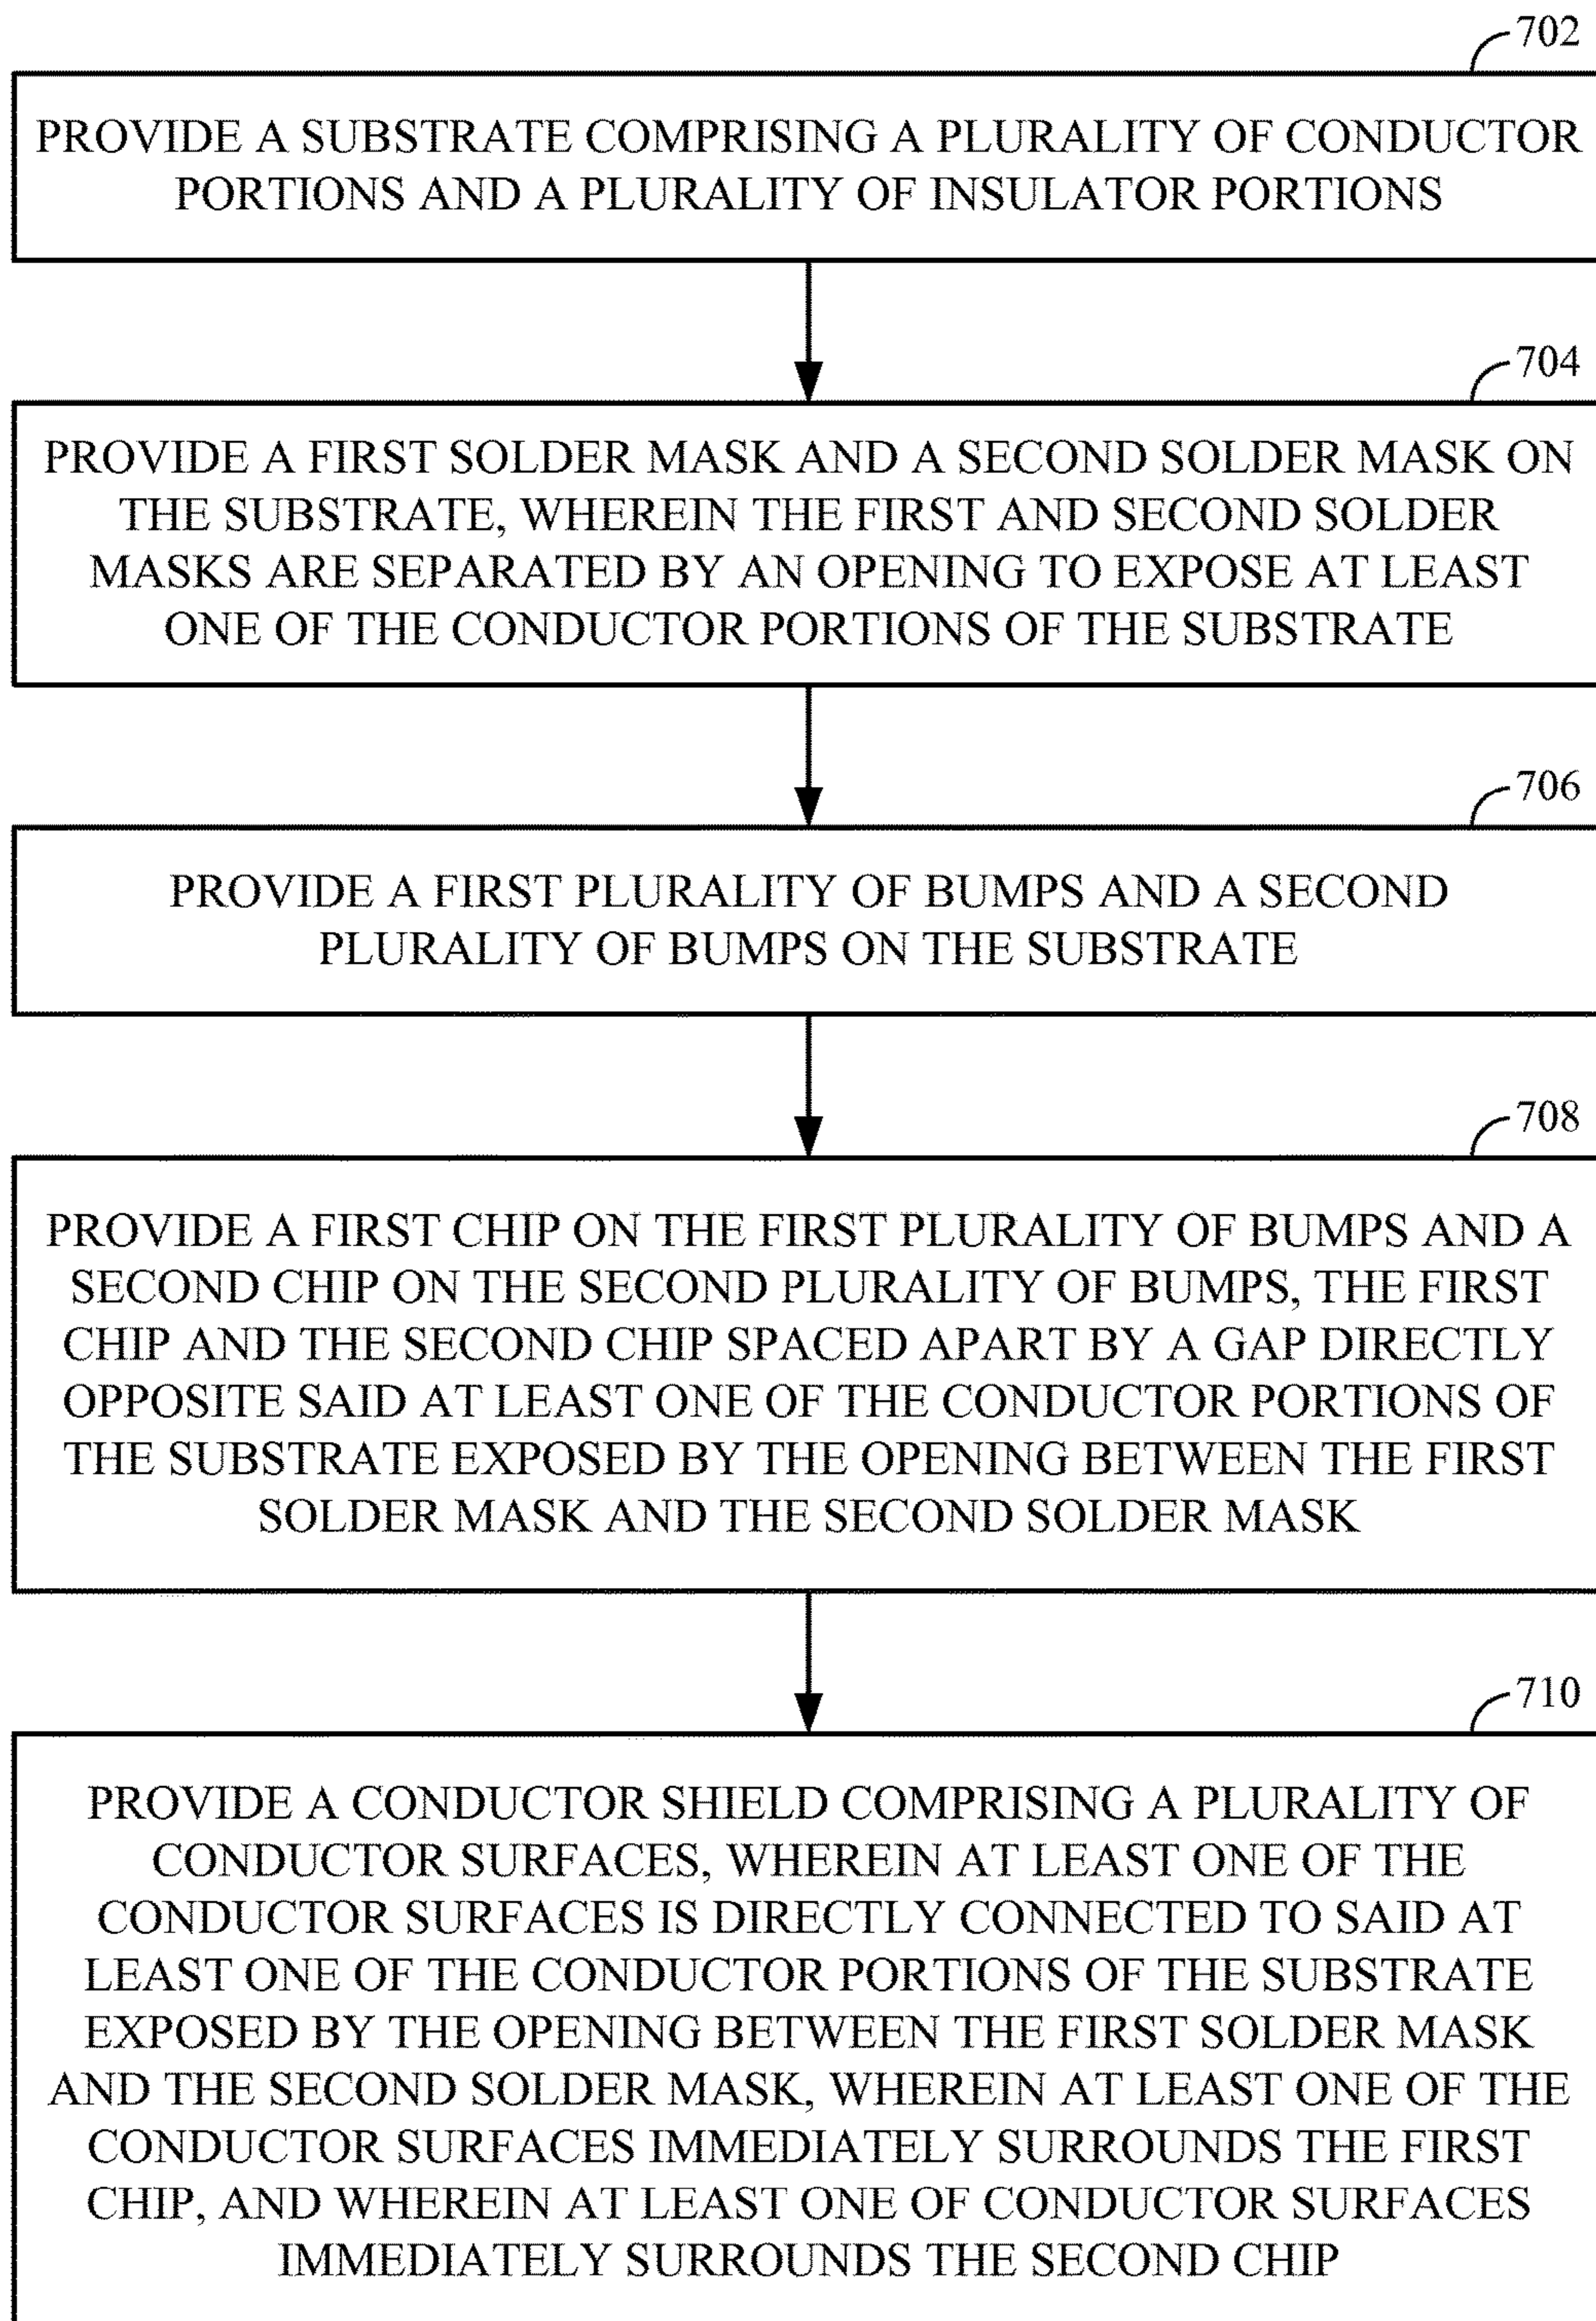 702
PROVIDE A SUBSTRATE COMPRISING A PLURALITY OF CONDUCTOR
PORTIONS AND A PLURALITY OF INSULATOR PORTIONS
704
PROVIDE A FIRST SOLDER MASK AND A SECOND SOLDER MASK ON
THE SUBSTRATE, WHEREIN THE FIRST AND SECOND SOLDER
MASKS ARE SEPARATED BY AN OPENING TO EXPOSE AT LEAST
ONE OF THE CONDUCTOR PORTIONS OF THE SUBSTRATE
706
PROVIDE A FIRST PLURALITY OF BUMPS AND A SECOND
PLURALITY OF BUMPS ON THE SUBSTRATE
708
PROVIDE A FIRST CHIP ON THE FIRST PLURALITY OF BUMPS AND A
SECOND CHIP ON THE SECOND PLURALITY OF BUMPS, THE FIRST
CHIP AND THE SECOND CHIP SPACED APART BY A GAP DIRECTLY
OPPOSITE SAID AT LEAST ONE OF THE CONDUCTOR PORTIONS OF
THE SUBSTRATE EXPOSED BY THE OPENING BETWEEN THE FIRST
SOLDER MASK AND THE SECOND SOLDER MASK
710
PROVIDE A CONDUCTOR SHIELD COMPRISING A PLURALITY OF
CONDUCTOR SURFACES, WHEREIN AT LEAST ONE OF THE
CONDUCTOR SURFACES IS DIRECTLY CONNECTED TO SAID AT
LEAST ONE OF THE CONDUCTOR PORTIONS OF THE SUBSTRATE
EXPOSED BY THE OPENING BETWEEN THE FIRST SOLDER MASK
AND THE SECOND SOLDER MASK, WHEREIN AT LEAST ONE OF THE
CONDUCTOR SURFACES IMMEDIATELY SURROUNDS THE FIRST
CHIP, AND WHEREIN AT LEAST ONE OF CONDUCTOR SURFACES
IMMEDIATELY SURROUNDS THE SECOND CHIP